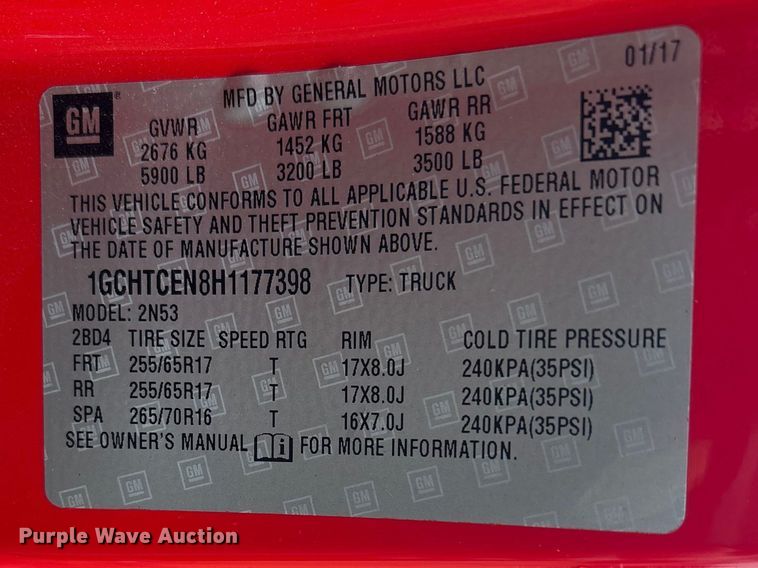 01/17
MFD BY GENERAL MOTORS LLC
GM
GVWR GAWR FRT GAWR RR
2676 KG 1452 KG 1588 KG
5900 LB 3200 LB 3500 LB
THIS VEHICLE CONFORMS TO ALL APPLICABLE U.S. FEDERAL MOTOR
VEHICLE SAFETY AND THEFT PREVENTION STANDARDS IN EFFECT ON
THE DATE OF MANUFACTURE SHOWN ABOVE.
1GCHTCEN8H1177398 TYPE: TRUCK
MODEL: 2N53
2BD4 TIRE SIZE SPEED RTG RIM COLD TIRE PRESSURE
FRT 255/65R17 T 17X8.0J 240KPA(35PSI)
RR 255/65R17 T 17X8.0J 240KPA(35PSI)
SPA 265/70R16 T 16X7.0J 240KPA(35PSI)
SEE OWNER'S MANUAL FOR MORE INFORMATION.
Purple Wave Auction